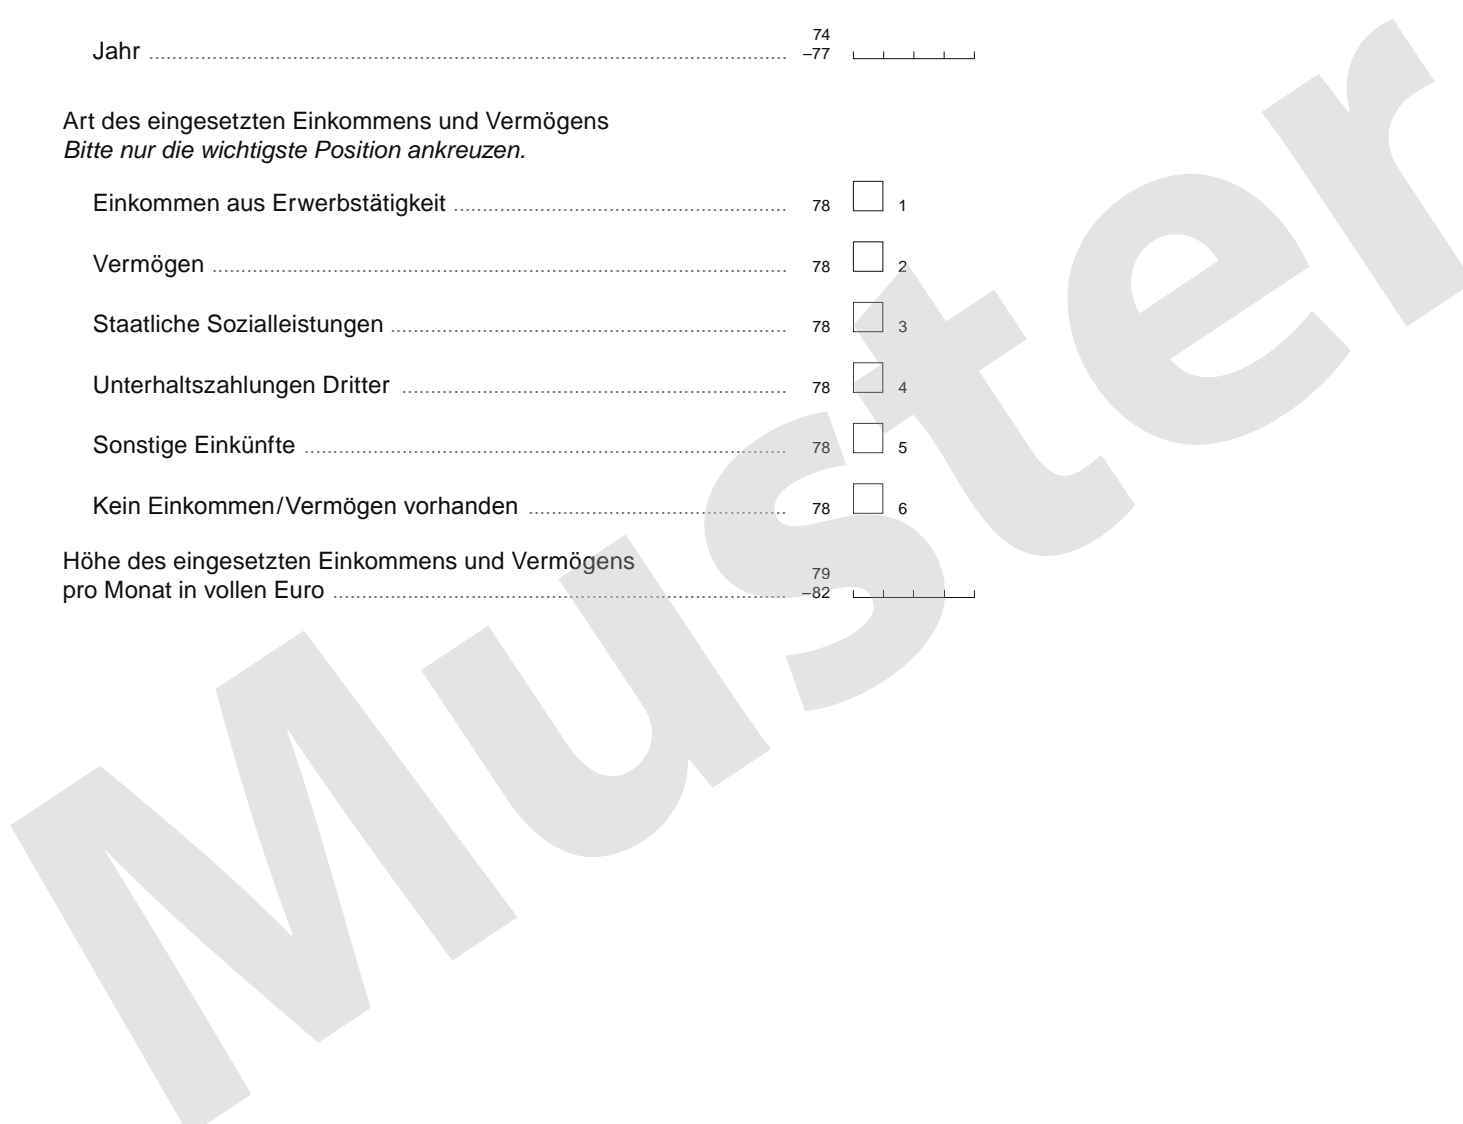 74
Jahr ........................................................................ –77
Art des eingesetzten Einkommens und Vermögens
Bitte nur die wichtigste Position ankreuzen.
Einkommen aus Erwerbstätigkeit ........................................ 78 1
Vermögen ........................................................................ 78 2
Staatliche Sozialleistungen ........................................ 78 3
Unterhaltszahlungen Dritter ........................................ 78 4
Sonstige Einkünfte ........................................ 78 5
Kein Einkommen/Vermögen vorhanden ........................................ 78 6
Höhe des eingesetzten Einkommens und Vermögens
79
pro Monat in vollen Euro ........................................ –82
Muster